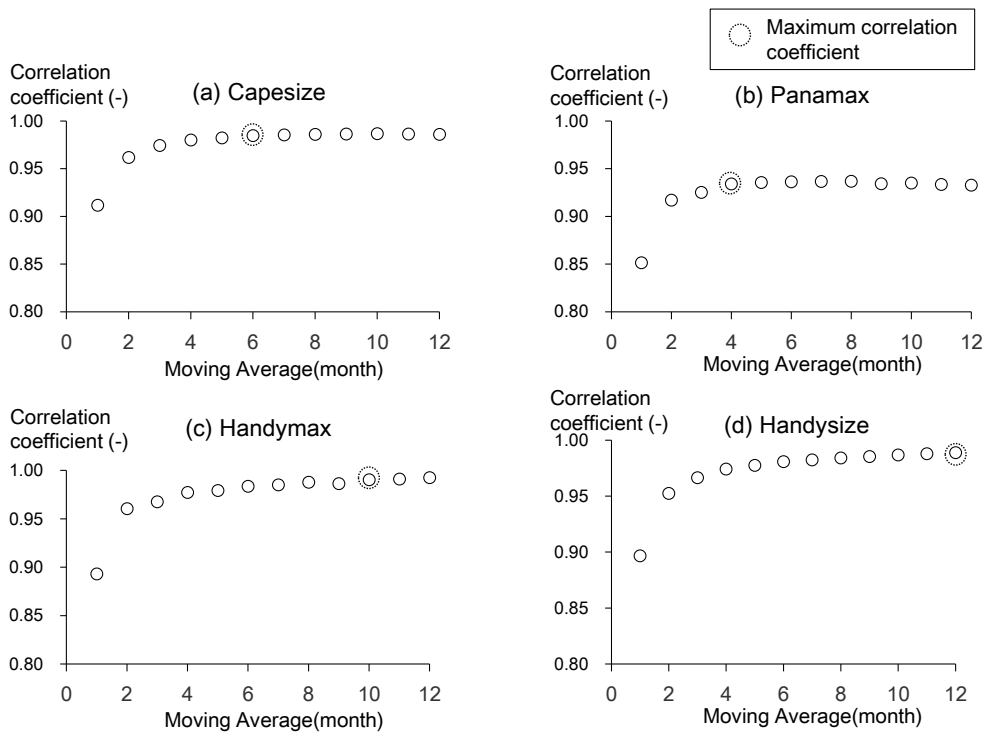 Maximum correlation
coefficient
Correlation
coefficient (-)
(a) Capesize
1.00
0.95
0.90
0.85
0.80
0 2 4 6 8 10 12
Moving Average(month)
Correlation
coefficient (-)
(b) Panamax
1.00
0.95
0.90
0.85
0.80
0 2 4 6 8 10 12
Moving Average(month)
Correlation
coefficient (-)
(c) Handymax
1.00
0.95
0.90
0.85
0.80
0 2 4 6 8 10 12
Moving Average(month)
Correlation
coefficient (-)
(d) Handysize
1.00
0.95
0.90
0.85
0.80
0 2 4 6 8 10 12
Moving Average(month)